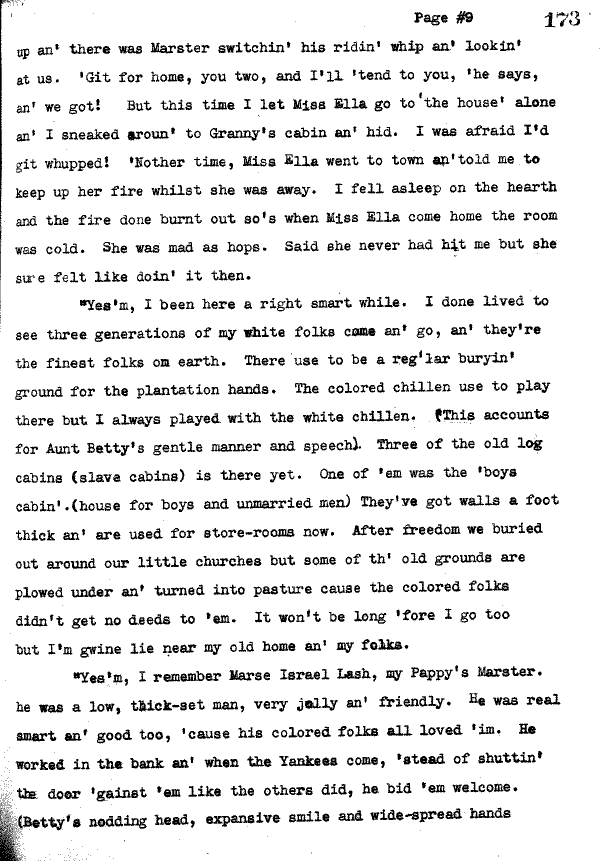 Page #9 173
up an' there was Marster switchin' his ridin' whip an' lookin'
at us. 'Git for home, you two, and I'll 'tend to you, 'he says,
an' we got! But this time I let Miss Ella go to 'the house' alone
an' I sneaked aroun' to Granny's cabin an' hid. I was afraid I'd
git whupped! 'Nother time, Miss Ella went to town an' told me to
keep up her fire whilst she was away. I fell asleep on the hearth
and the fire done burnt out so's when Miss Ella come home the room
was cold. She was mad as hops. Said she never had hit me but she
sure felt like doin' it then.
"Yes'm, I been here a right smart while. I done lived to
see three generations of my white folks come an' go, an' they're
the finest folks on earth. There use to be a reg'lar buryin'
ground for the plantation hands. The colored chillen use to play
there but I always played with the white chillen. (This accounts
for Aunt Betty's gentle manner and speech). Three of the old log
cabins (slava cabins) is there yet. One of 'em was the 'boys
cabin'.(house for boys and unmarried men) They've got walls a foot
thick an' are used for store-rooms now. After freedom we buried
out around our little churches but some of th' old grounds are
plowed under an' turned into pasture cause the colored folks
didn't get no deeds to 'em. It won't be long 'fore I go too
but I'm gwine lie near my old home an' my folks.
"Yes'm, I remember Marse Israel Lash, my Pappy's Marster.
he was a low, thick-set man, very jolly an' friendly. He was real
smart an' good too, 'cause his colored folks all loved 'im. He
worked in the bank an' when the Yankees come, 'stead of shuttin'
the door 'gainst 'em like the others did, he bid 'em welcome.
(Betty's nodding head, expansive smile and wide-spread hands